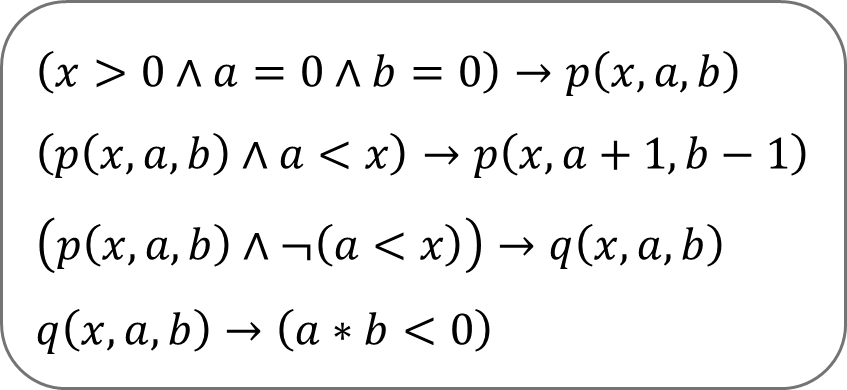 (x > 0 ∧ a = 0 ∧ b = 0) → p(x, a, b)
(p(x, a, b) ∧ a < x) → p(x, a + 1, b − 1)
(p(x, a, b) ∧ ¬(a < x)) → q(x, a, b)
q(x, a, b) → (a ∗ b < 0)